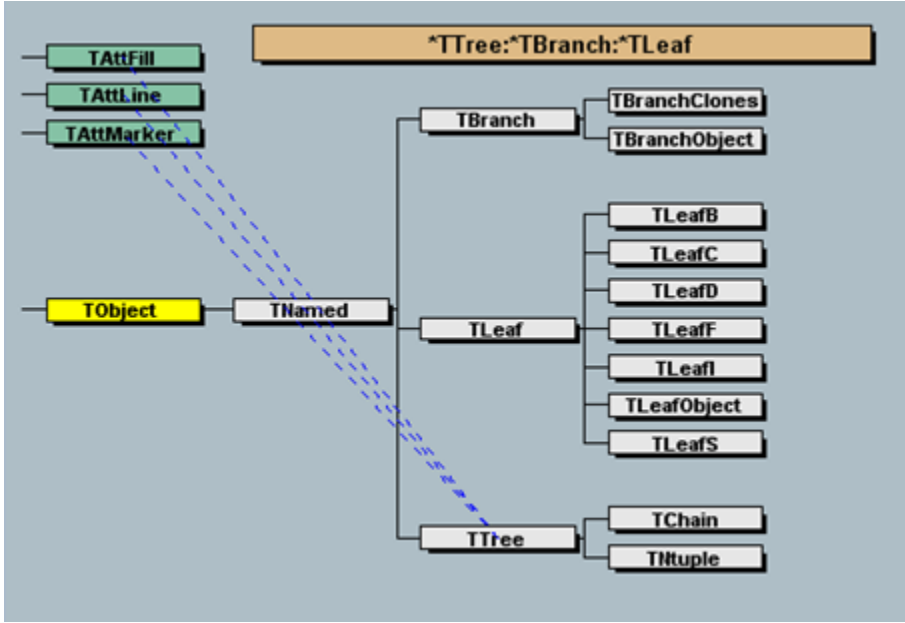 *TTree:*TBranch:*TLeaf
TAttFill
TAttLine
TAttMarker
TObject
TNamed
TBranch
TBranchClones
TBranchObject
TLeaf
TLeafB
TLeafC
TLeafD
TLeafF
TLeafI
TLeafObject
TLeafS
TTree
TChain
TNtuple